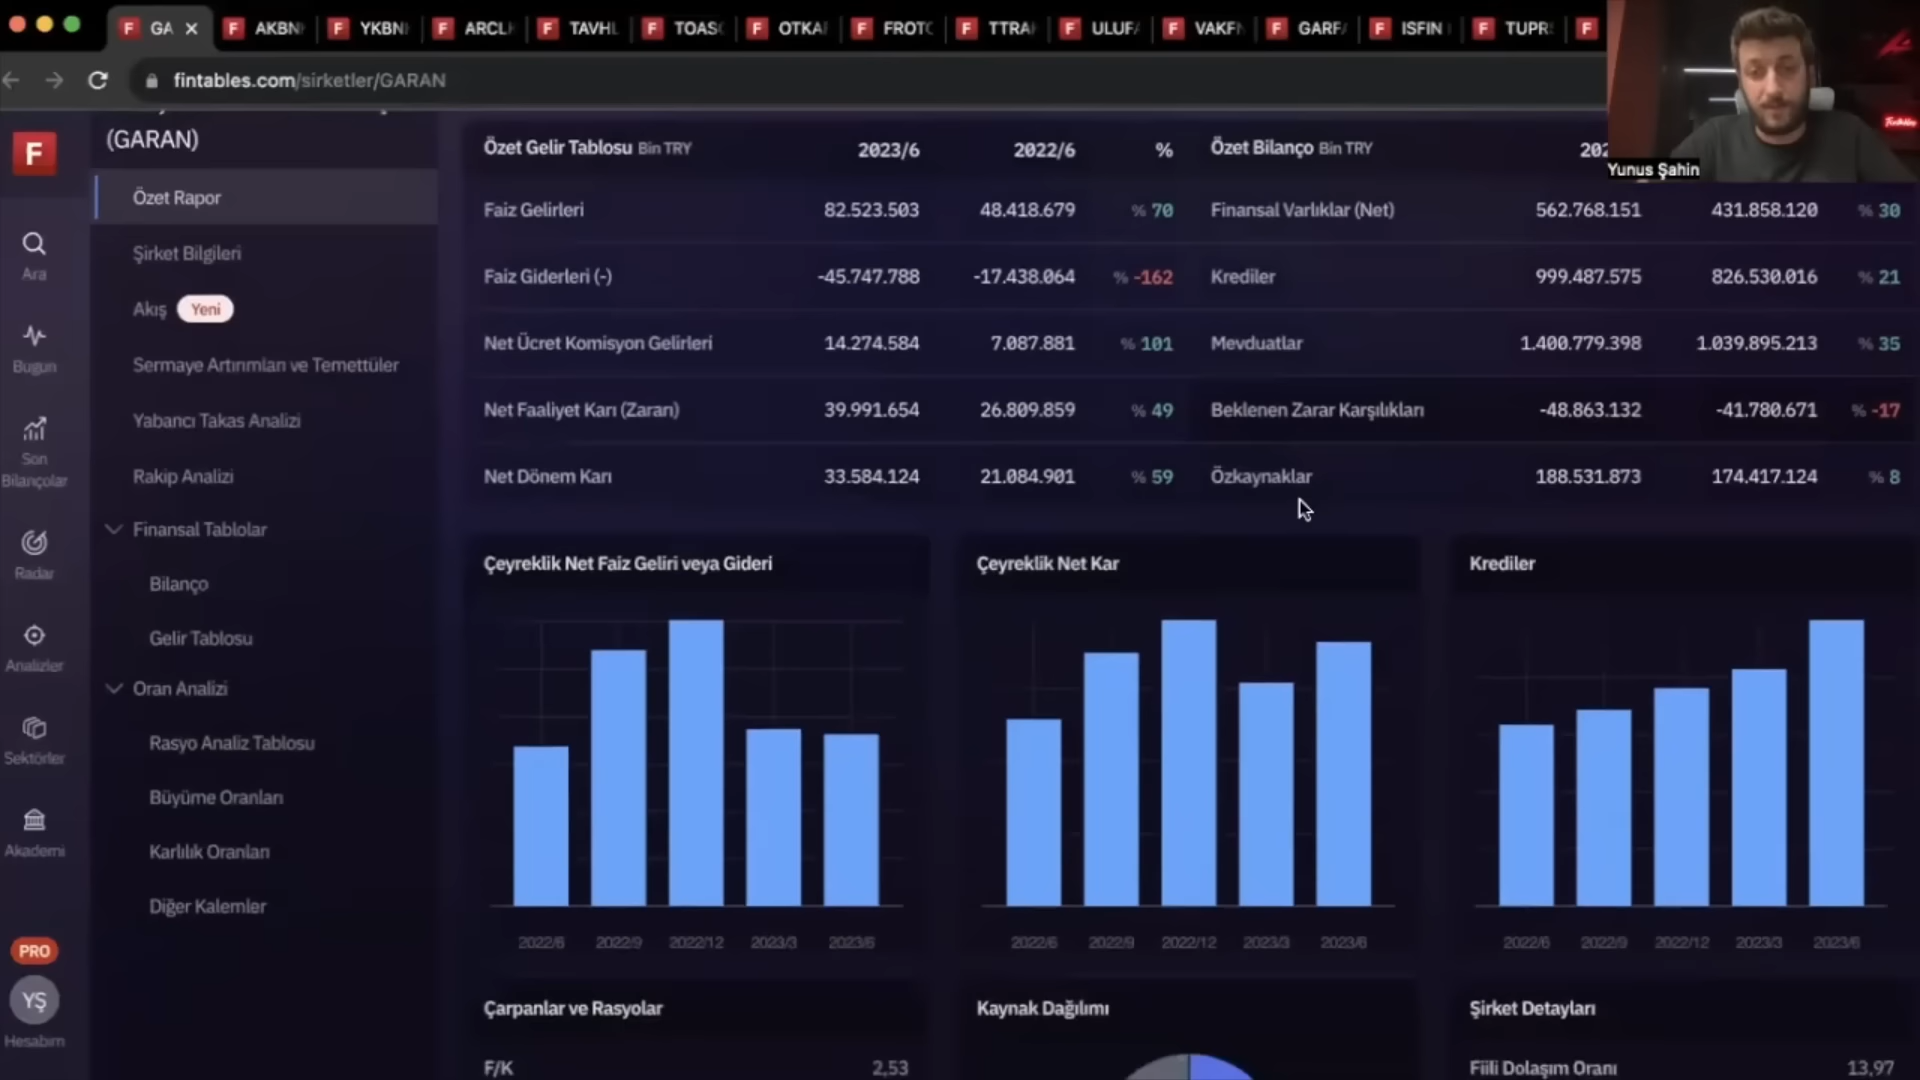 GA
AKBN
YKBN
ARCL
TAVHL
TOAS
OTKA
FROTO
TTRA
ULUFA
VAKFN
GARFA
ISFIN
TUPR
fintables.com/sirketler/GARAN
Yunus Şahin
F
Ara
Bugün
Son Bilançolar
Radar
Analizler
Sektörler
Akademi
PRO
YŞ
Hesabım
(GARAN)
Özet Rapor
Şirket Bilgileri
Akış Yeni
Sermaye Artırımları ve Temettüler
Yabancı Takas Analizi
Rakip Analizi
Finansal Tablolar
Bilanço
Gelir Tablosu
Oran Analizi
Rasyo Analiz Tablosu
Büyüme Oranları
Karlılık Oranları
Diğer Kalemler
Özet Gelir Tablosu Bin TRY 2023/6 2022/6 %
Faiz Gelirleri 82.523.503 48.418.679 % 70
Faiz Giderleri (-) -45.747.788 -17.438.064 % -162
Net Ücret Komisyon Gelirleri 14.274.584 7.087.881 % 101
Net Faaliyet Karı (Zararı) 39.991.654 26.809.859 % 49
Net Dönem Karı 33.584.124 21.084.901 % 59
Özet Bilanço Bin TRY
Finansal Varlıklar (Net) 562.768.151 431.858.120 % 30
Krediler 999.487.575 826.530.016 % 21
Mevduatlar 1.400.779.398 1.039.895.213 % 35
Beklenen Zarar Karşılıkları -48.863.132 -41.780.671 % -17
Özkaynaklar 188.531.873 174.417.124 % 8
Çeyreklik Net Faiz Geliri veya Gideri
2022/6 2022/9 2022/12 2023/3 2023/6
Çeyreklik Net Kar
2022/6 2022/9 2022/12 2023/3 2023/6
Krediler
2022/6 2022/9 2022/12 2023/3 2023/6
Çarpanlar ve Rasyolar
F/K 2,53
Kaynak Dağılımı
Şirket Detayları
Fiili Dolaşım Oranı 13,97